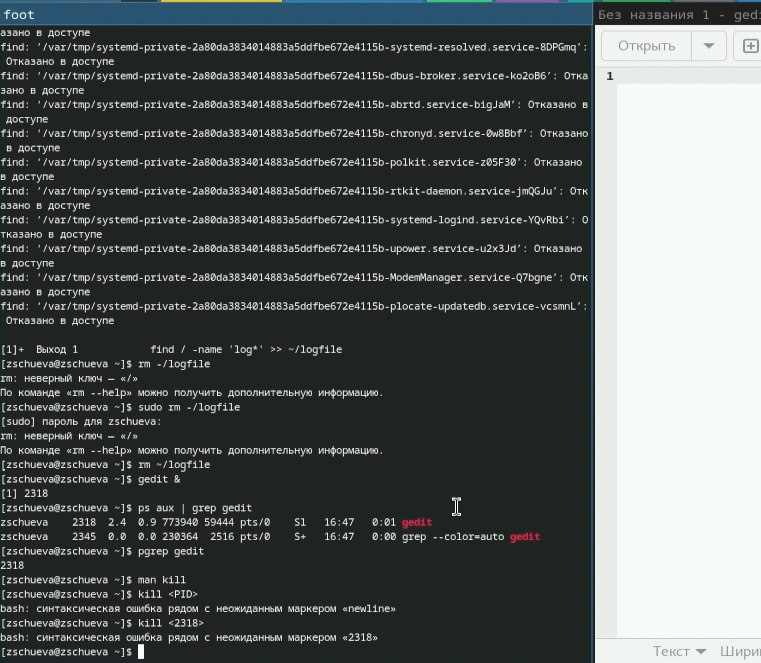 foot
азано в доступе
find: ‘/var/tmp/systemd-private-2a80da3834014883a5ddfbe672e4115b-systemd-resolved.service-8DPGmq’:
Отказано в доступе
find: ‘/var/tmp/systemd-private-2a80da3834014883a5ddfbe672e4115b-dbus-broker.service-ko2oB6’: Отка
зано в доступе
find: ‘/var/tmp/systemd-private-2a80da3834014883a5ddfbe672e4115b-abrtd.service-bigJaM’: Отказано в
доступе
find: ‘/var/tmp/systemd-private-2a80da3834014883a5ddfbe672e4115b-chronyd.service-0w8Bbf’: Отказано
в доступе
find: ‘/var/tmp/systemd-private-2a80da3834014883a5ddfbe672e4115b-polkit.service-z05F30’: Отказано
в доступе
find: ‘/var/tmp/systemd-private-2a80da3834014883a5ddfbe672e4115b-rtkit-daemon.service-jmQGJu’: Отк
азано в доступе
find: ‘/var/tmp/systemd-private-2a80da3834014883a5ddfbe672e4115b-systemd-logind.service-YQvRbi’: О
тказано в доступе
find: ‘/var/tmp/systemd-private-2a80da3834014883a5ddfbe672e4115b-upower.service-u2x3Jd’: Отказано
в доступе
find: ‘/var/tmp/systemd-private-2a80da3834014883a5ddfbe672e4115b-ModemManager.service-Q7bgne’: Отк
азано в доступе
find: ‘/var/tmp/systemd-private-2a80da3834014883a5ddfbe672e4115b-plocate-updatedb.service-vcsmnL’:
Отказано в доступе
[1]+  Выход 1          find / -name 'log*' >> ~/logfile
[zschueva@zschueva ~]$ rm -/logfile
rm: неверный ключ — «/»
По команде «rm --help» можно получить дополнительную информацию.
[zschueva@zschueva ~]$ sudo rm -/logfile
[sudo] пароль для zschueva:
rm: неверный ключ — «/»
По команде «rm --help» можно получить дополнительную информацию.
[zschueva@zschueva ~]$ rm ~/logfile
[zschueva@zschueva ~]$ gedit &
[1] 2318
[zschueva@zschueva ~]$ ps aux | grep gedit
zschueva    2318  2.4  0.9 773940 59444 pts/0    Sl   16:47   0:01 gedit
zschueva    2345  0.0  0.0 230364  2516 pts/0    S+   16:47   0:00 grep --color=auto gedit
[zschueva@zschueva ~]$ pgrep gedit
2318
[zschueva@zschueva ~]$ man kill
[zschueva@zschueva ~]$ kill <PID>
bash: синтаксическая ошибка рядом с неожиданным маркером «newline»
[zschueva@zschueva ~]$ kill <2318>
bash: синтаксическая ошибка рядом с неожиданным маркером «2318»
[zschueva@zschueva ~]$
Без названия 1 - ged
Открыть
1
Текст
Шири